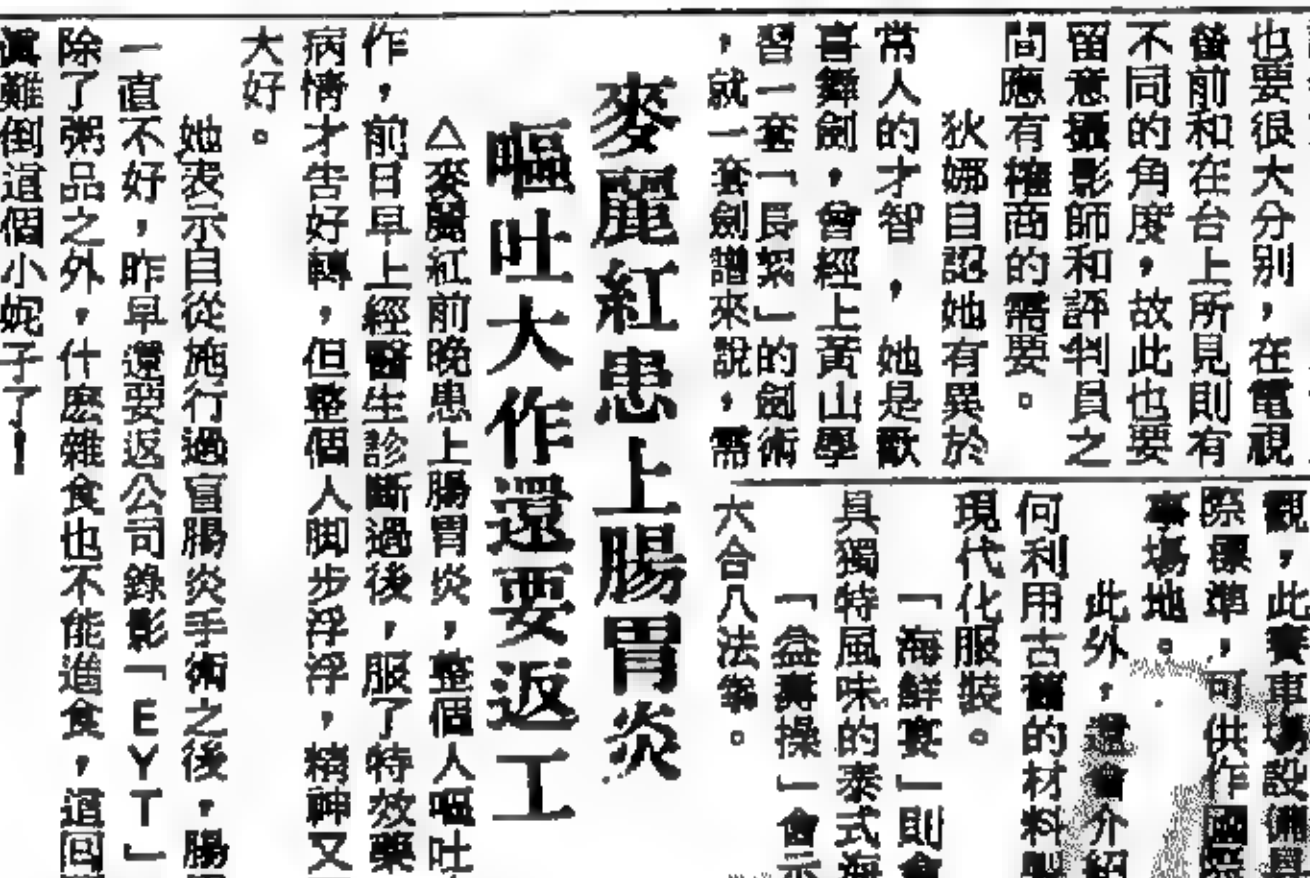 也要很大分别，在電視
螢前和在台上所見則有
不同的角度，故此也要
留意攝影師和評判員之
間應有權商的需要。
狄娜自認她有異於
常人的才智，她是歡
喜舞劍，曾經上黃山學
習一套「長
」的劍術
，就一套劍譜來說，需
觀，此賽車場設備具
際標準，可供作國際
事場地。
此外，還會介紹
何利用古舊的材料製
現代化服裝。
「海鮮宴」則會
具獨特風味的泰式海
「益壽操」會示
六合八法拳。
麥麗紅患上腸胃炎
嘔吐大作還要返工
△麥麗紅前晚患上腸胃炎，整個人嘔吐
作，前日早上經醫生診斷過後，服了特效藥
病情才告好轉，但整個人脚步浮浮，精神又
大好。
她表示自從施行過盲腸炎手術之後，腸
一直不好，昨早還要返公司錄影「EYT」
除了粥品之外，什麽雜食也不能進食，這回
眞難倒這個小妮子了！